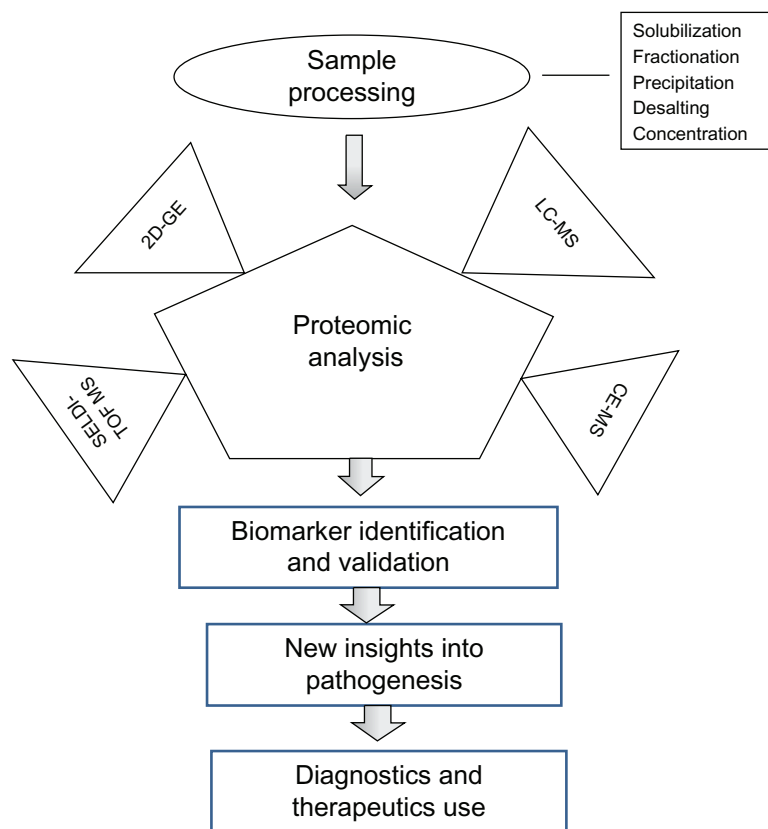 Sample
processing
Solubilization
Fractionation
Precipitation
Desalting
Concentration
2D-GE
LC-MS
Proteomic
analysis
SELDI-
TOF MS
CE-MS
Biomarker identification
and validation
New insights into
pathogenesis
Diagnostics and
therapeutics use